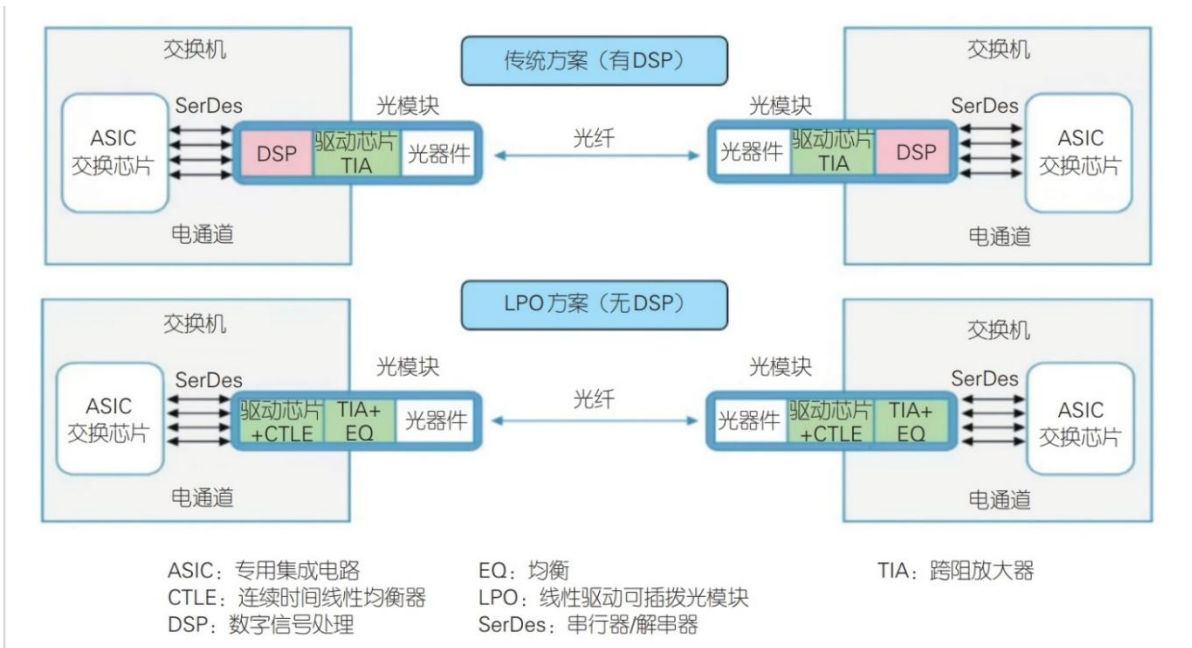 传统方案（有DSP）
交换机
ASIC
交换芯片
SerDes
电通道
光模块
DSP
驱动芯片
TIA
光器件
光纤
光模块
光器件
驱动芯片
TIA
DSP
交换机
SerDes
ASIC
交换芯片
电通道
LPO方案（无DSP）
交换机
ASIC
交换芯片
SerDes
电通道
光模块
驱动芯片
+CTLE
TIA+
EQ
光器件
光纤
光模块
光器件
驱动芯片
+CTLE
TIA+
EQ
交换机
SerDes
ASIC
交换芯片
电通道
ASIC：专用集成电路
CTLE：连续时间线性均衡器
DSP：数字信号处理
EQ：均衡
LPO：线性驱动可插拨光模块
SerDes：串行器/解串器
TIA：跨阻放大器